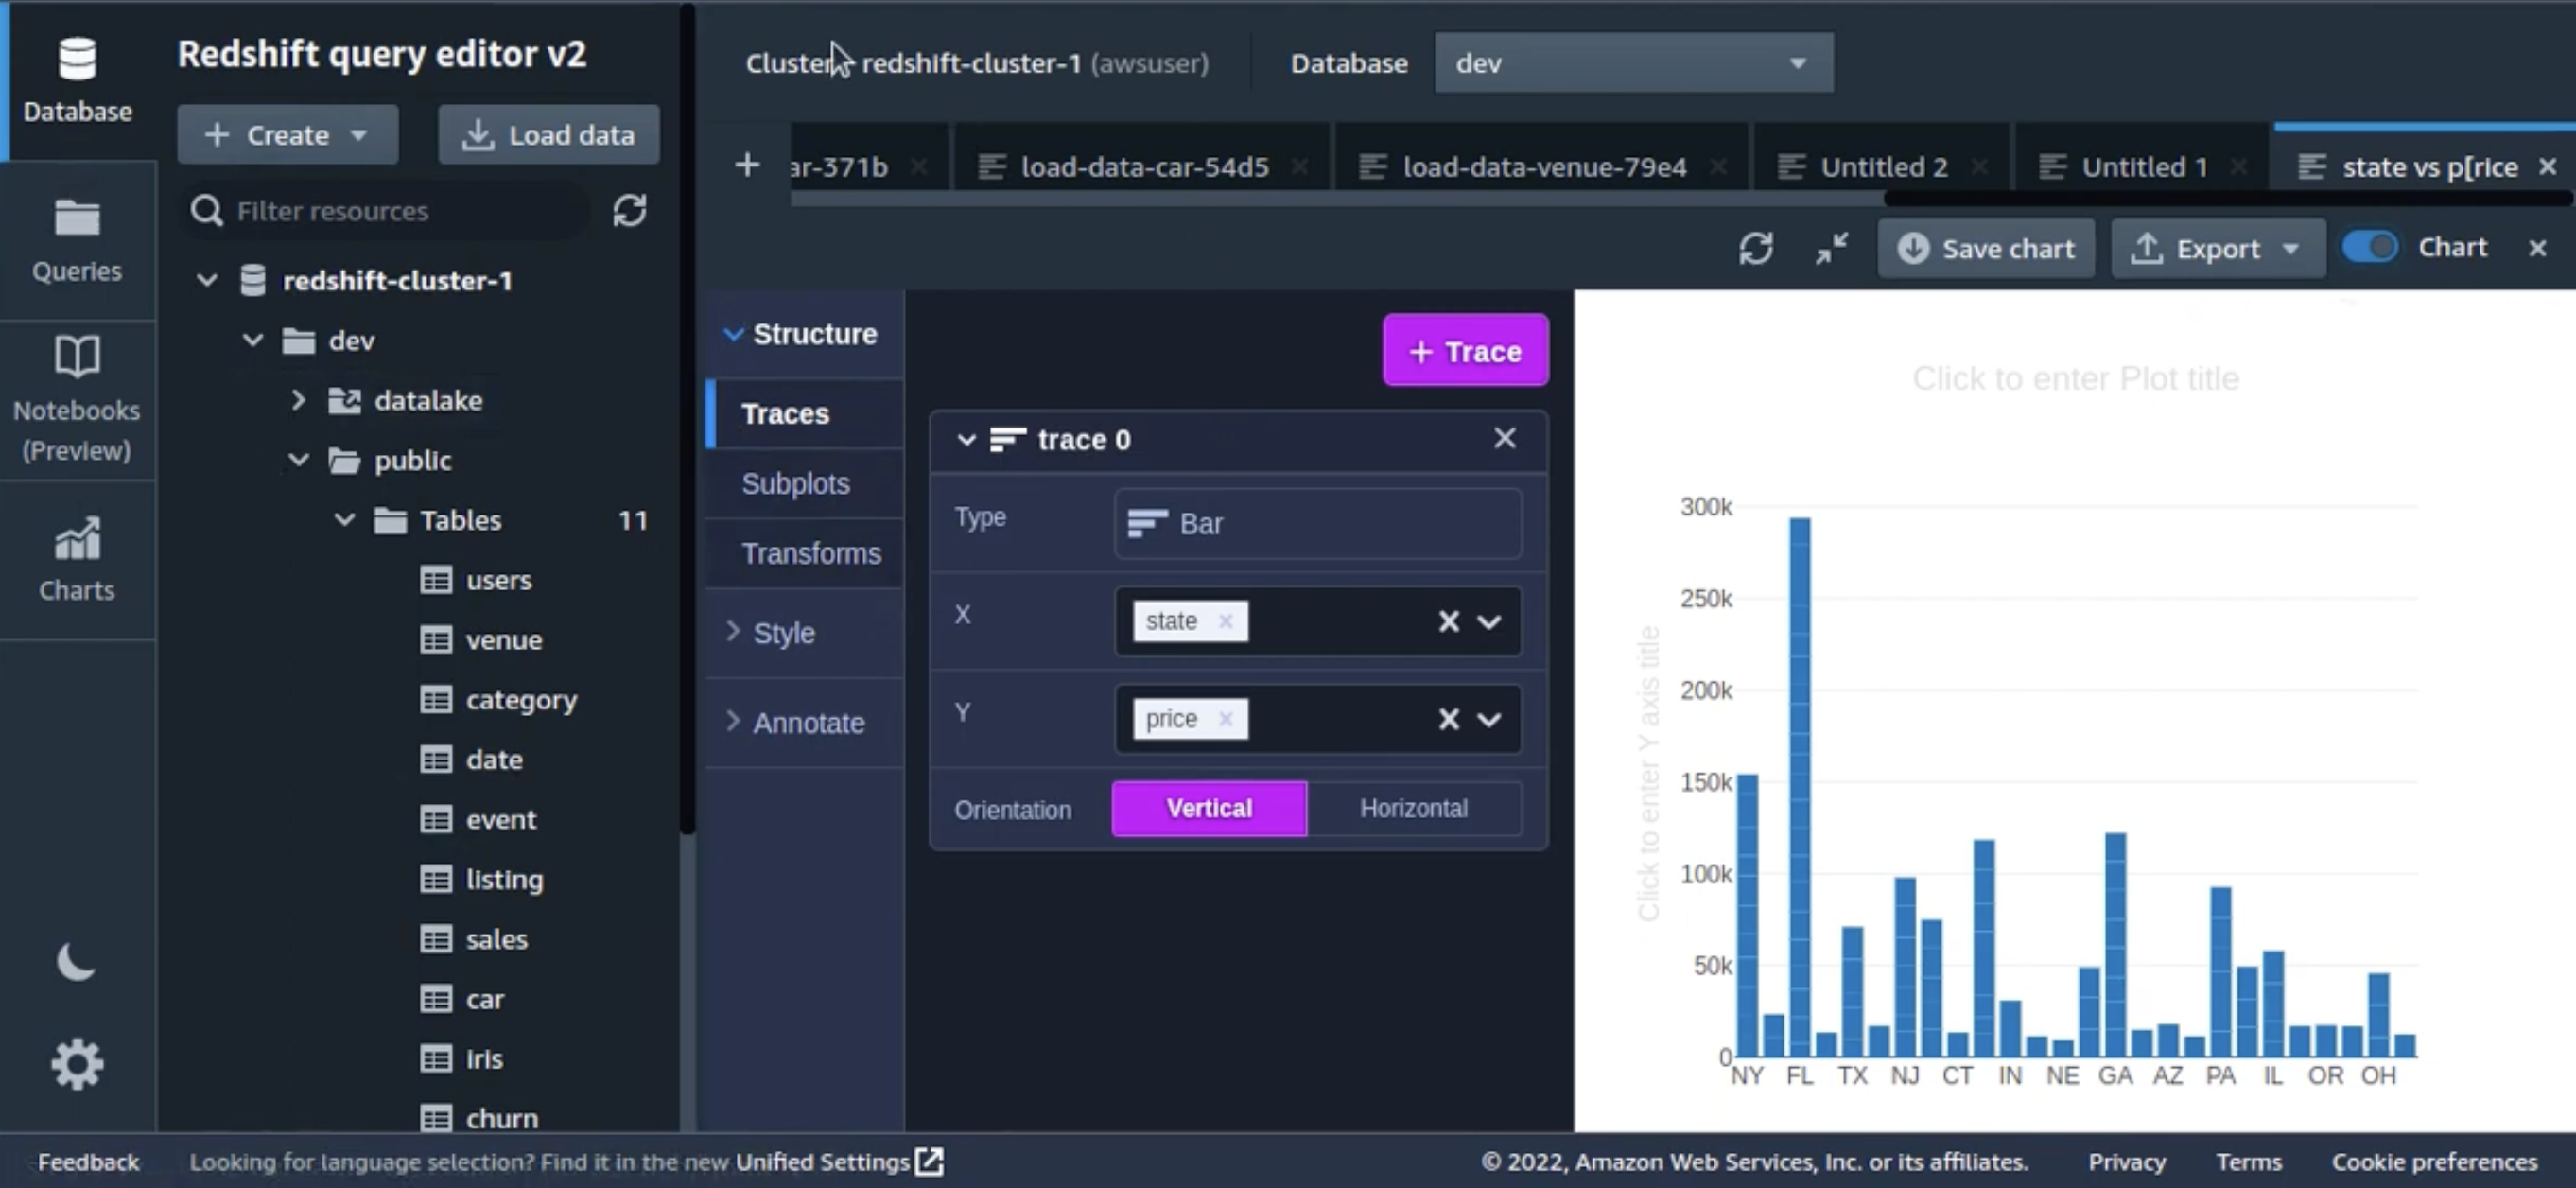 Database
Queries
Notebooks
(Preview)
Charts
Redshift query editor v2
+ Create
Load data
Filter resources
redshift-cluster-1
dev
datalake
public
Tables 11
users
venue
category
date
event
listing
sales
car
iris
churn
Cluster redshift-cluster-1 (awsuser)
Database dev
+ ar-371b
load-data-car-54d5
load-data-venue-79e4
Untitled 2
Untitled 1
state vs p[rice
Save chart
Export
Chart
Structure
Traces
Subplots
Transforms
Style
Annotate
+ Trace
trace 0
Type Bar
X state
Y price
Orientation Vertical Horizontal
Click to enter Plot title
Click to enter Y axis title
300k
250k
200k
150k
100k
50k
0
NY FL TX NJ CT IN NE GA AZ PA IL OR OH
Feedback Looking for language selection? Find it in the new Unified Settings © 2022, Amazon Web Services, Inc. or its affiliates. Privacy Terms Cookie preferences